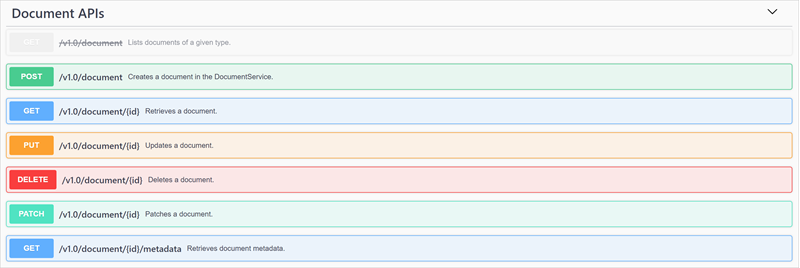 Document APIs
GET /v1.0/document Lists documents of a given type.
POST /v1.0/document Creates a document in the DocumentService.
GET /v1.0/document/{id} Retrieves a document.
PUT /v1.0/document/{id} Updates a document.
DELETE /v1.0/document/{id} Deletes a document.
PATCH /v1.0/document/{id} Patches a document.
GET /v1.0/document/{id}/metadata Retrieves document metadata.